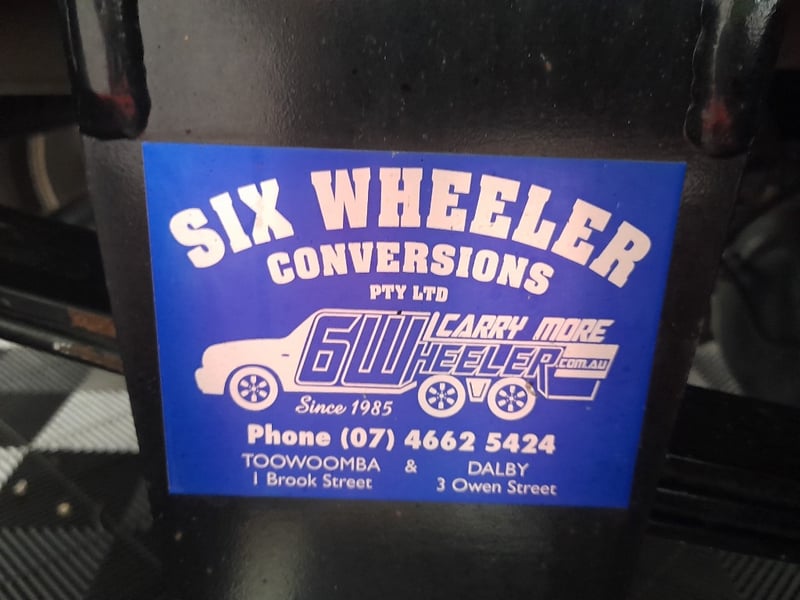 SIX WHEELER
CONVERSIONS
PTY LTD
CARRY MORE
6WHEELER.COM.AU
Since 1985
Phone (07) 4662 5424
TOOWOOMBA & DALBY
1 Brook Street 3 Owen Street